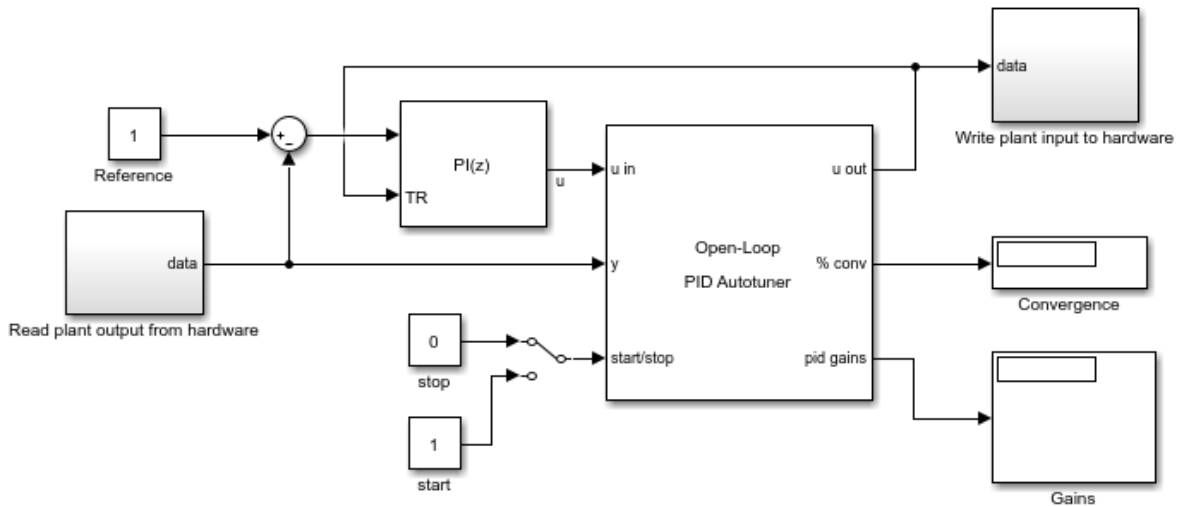 data
Write plant input to hardware
1
Reference
+
−
PI(z)
TR
u
data
Read plant output from hardware
u in
u out
Open-Loop
PID Autotuner
y
% conv
start/stop
pid gains
Convergence
0
stop
1
start
Gains